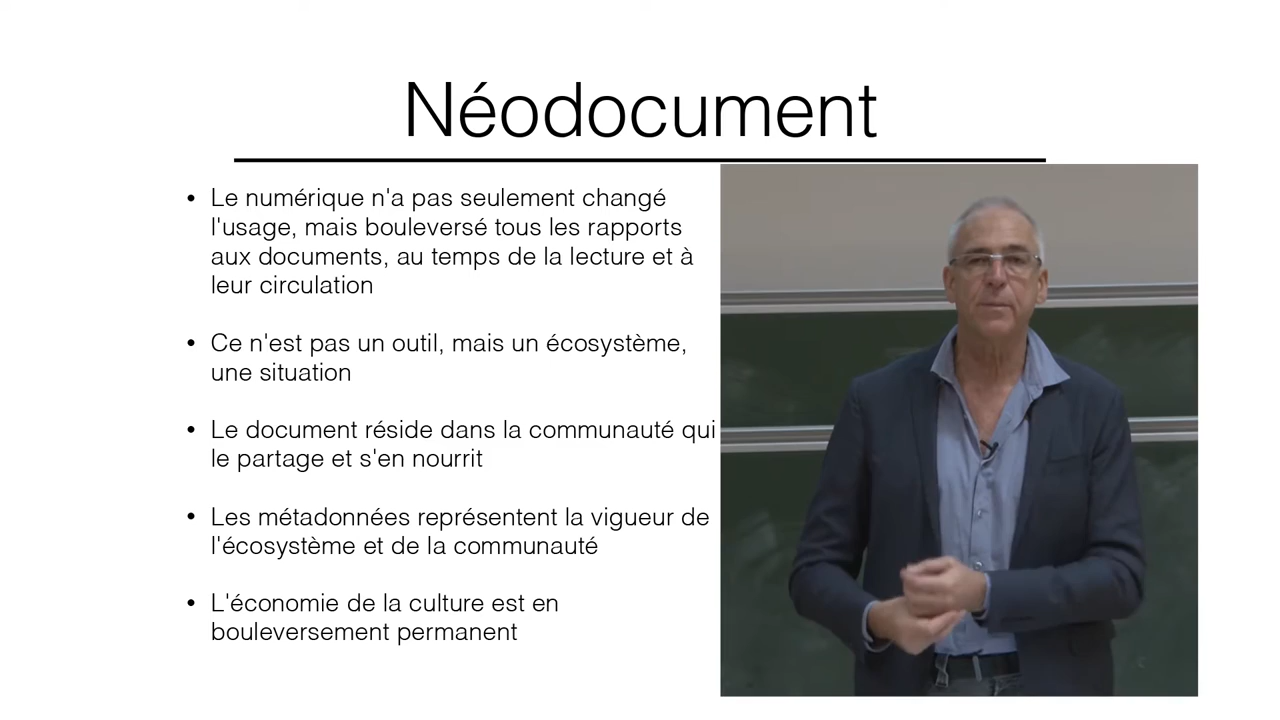 Néodocument
• Le numérique n'a pas seulement changé
l'usage, mais bouleversé tous les rapports
aux documents, au temps de la lecture et à
leur circulation
• Ce n'est pas un outil, mais un écosystème,
une situation
• Le document réside dans la communauté qui
le partage et s'en nourrit
• Les métadonnées représentent la vigueur de
l'écosystème et de la communauté
• L'économie de la culture est en
bouleversement permanent